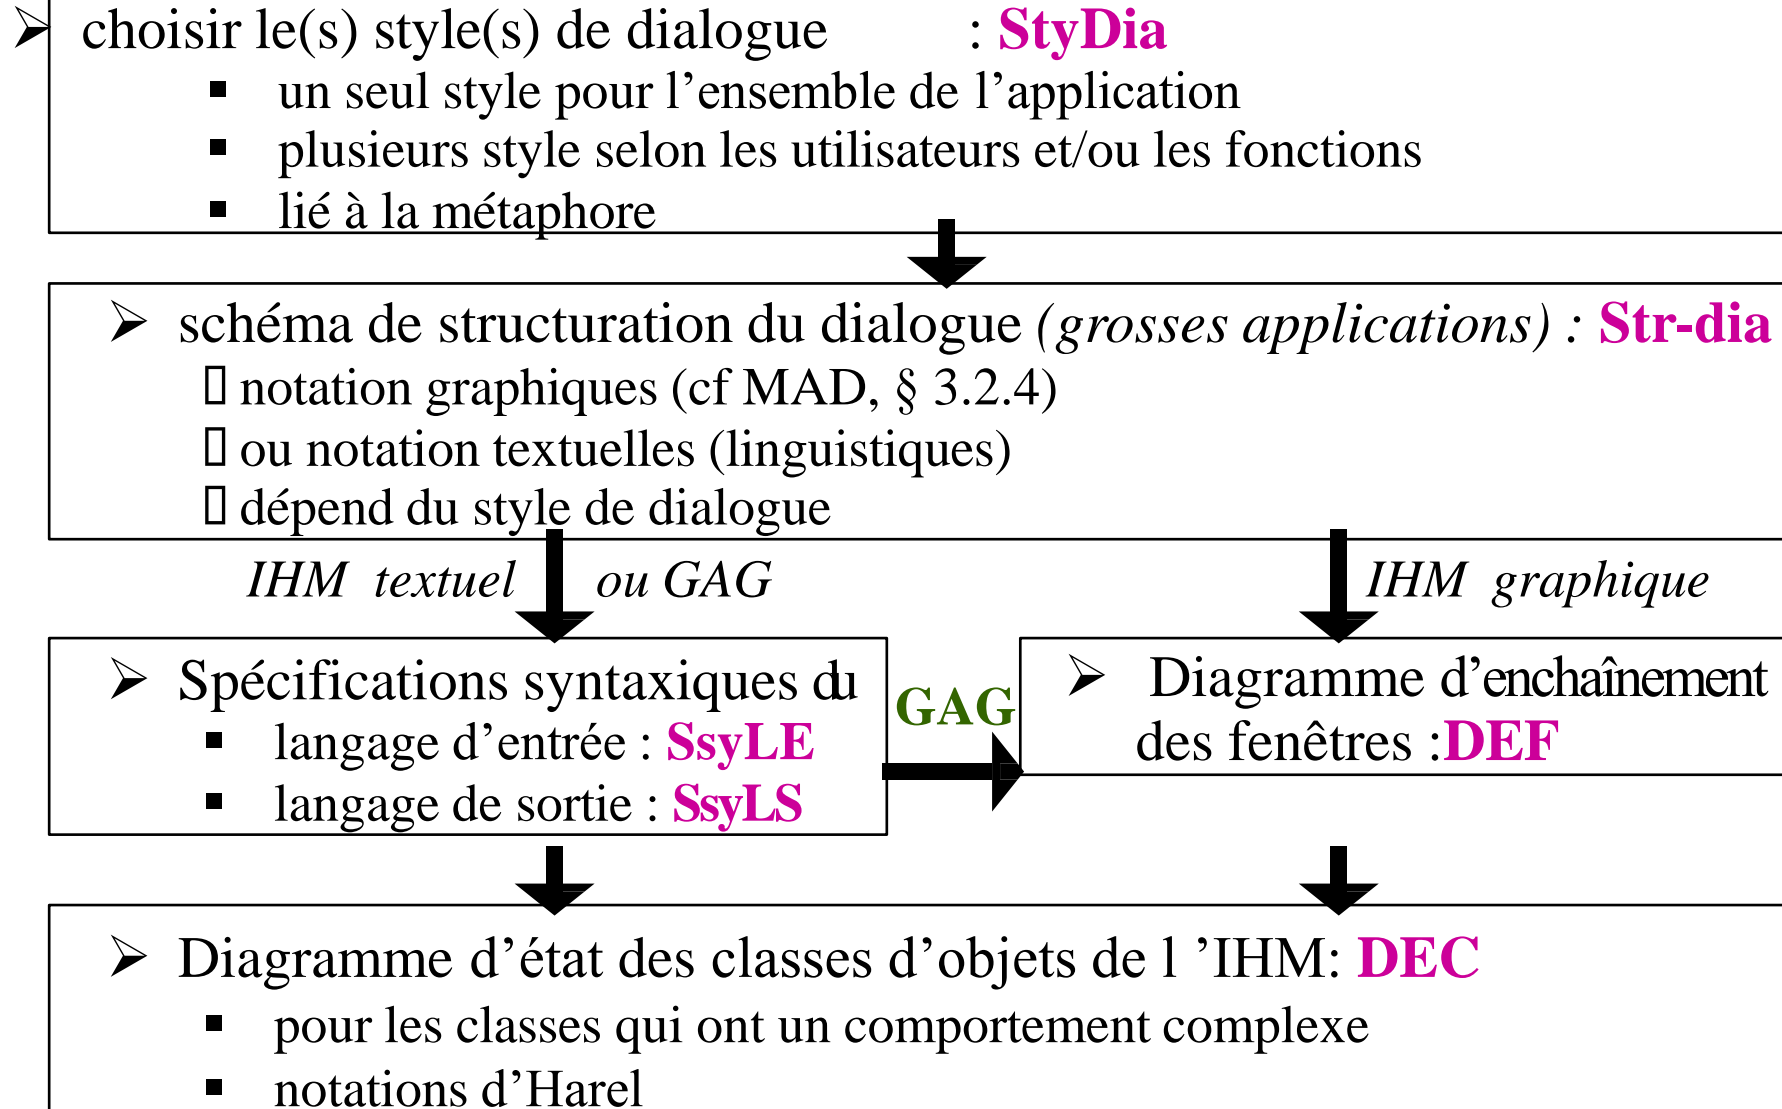 ➢ choisir le(s) style(s) de dialogue : StyDia
▪ un seul style pour l’ensemble de l’application
▪ plusieurs style selon les utilisateurs et/ou les fonctions
▪ lié à la métaphore
➢ schéma de structuration du dialogue (grosses applications) : Str-dia
▯ notation graphiques (cf MAD, § 3.2.4)
▯ ou notation textuelles (linguistiques)
▯ dépend du style de dialogue
IHM textuel ou GAG
IHM graphique
➢ Spécifications syntaxiques du
▪ langage d’entrée : SsyLE
▪ langage de sortie : SsyLS
GAG
➢ Diagramme d’enchaînement
des fenêtres :DEF
➢ Diagramme d’état des classes d’objets de l ’IHM: DEC
▪ pour les classes qui ont un comportement complexe
▪ notations d’Harel